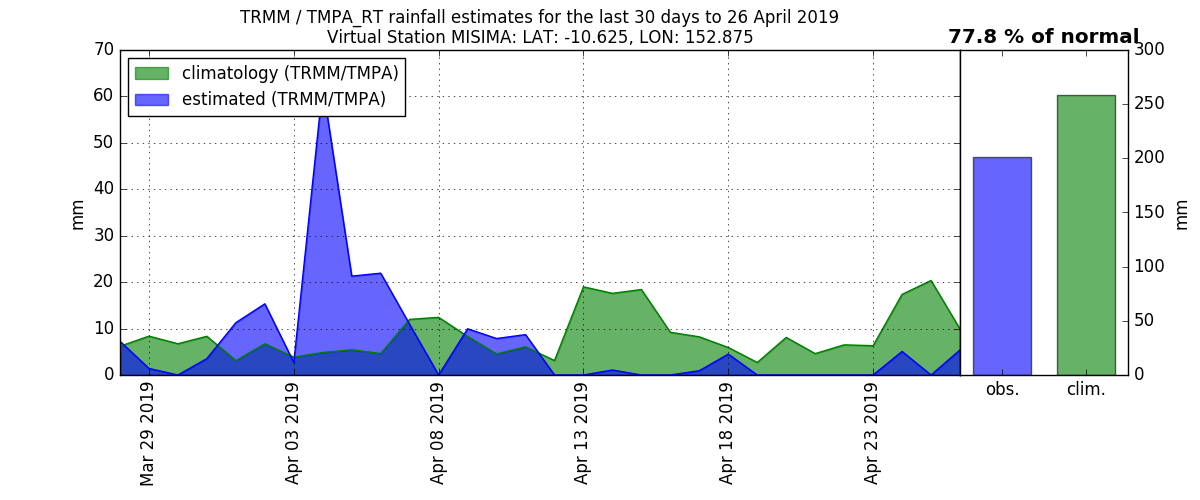 TRMM / TMPA_RT rainfall estimates for the last 30 days to 26 April 2019
Virtual Station MISIMA: LAT: -10.625, LON: 152.875
77.8 % of normal
climatology (TRMM/TMPA)
estimated (TRMM/TMPA)
70
60
50
40
30
20
10
0
mm
Mar 29 2019
Apr 03 2019
Apr 08 2019
Apr 13 2019
Apr 18 2019
Apr 23 2019
obs.
clim.
300
250
200
150
100
50
0
mm